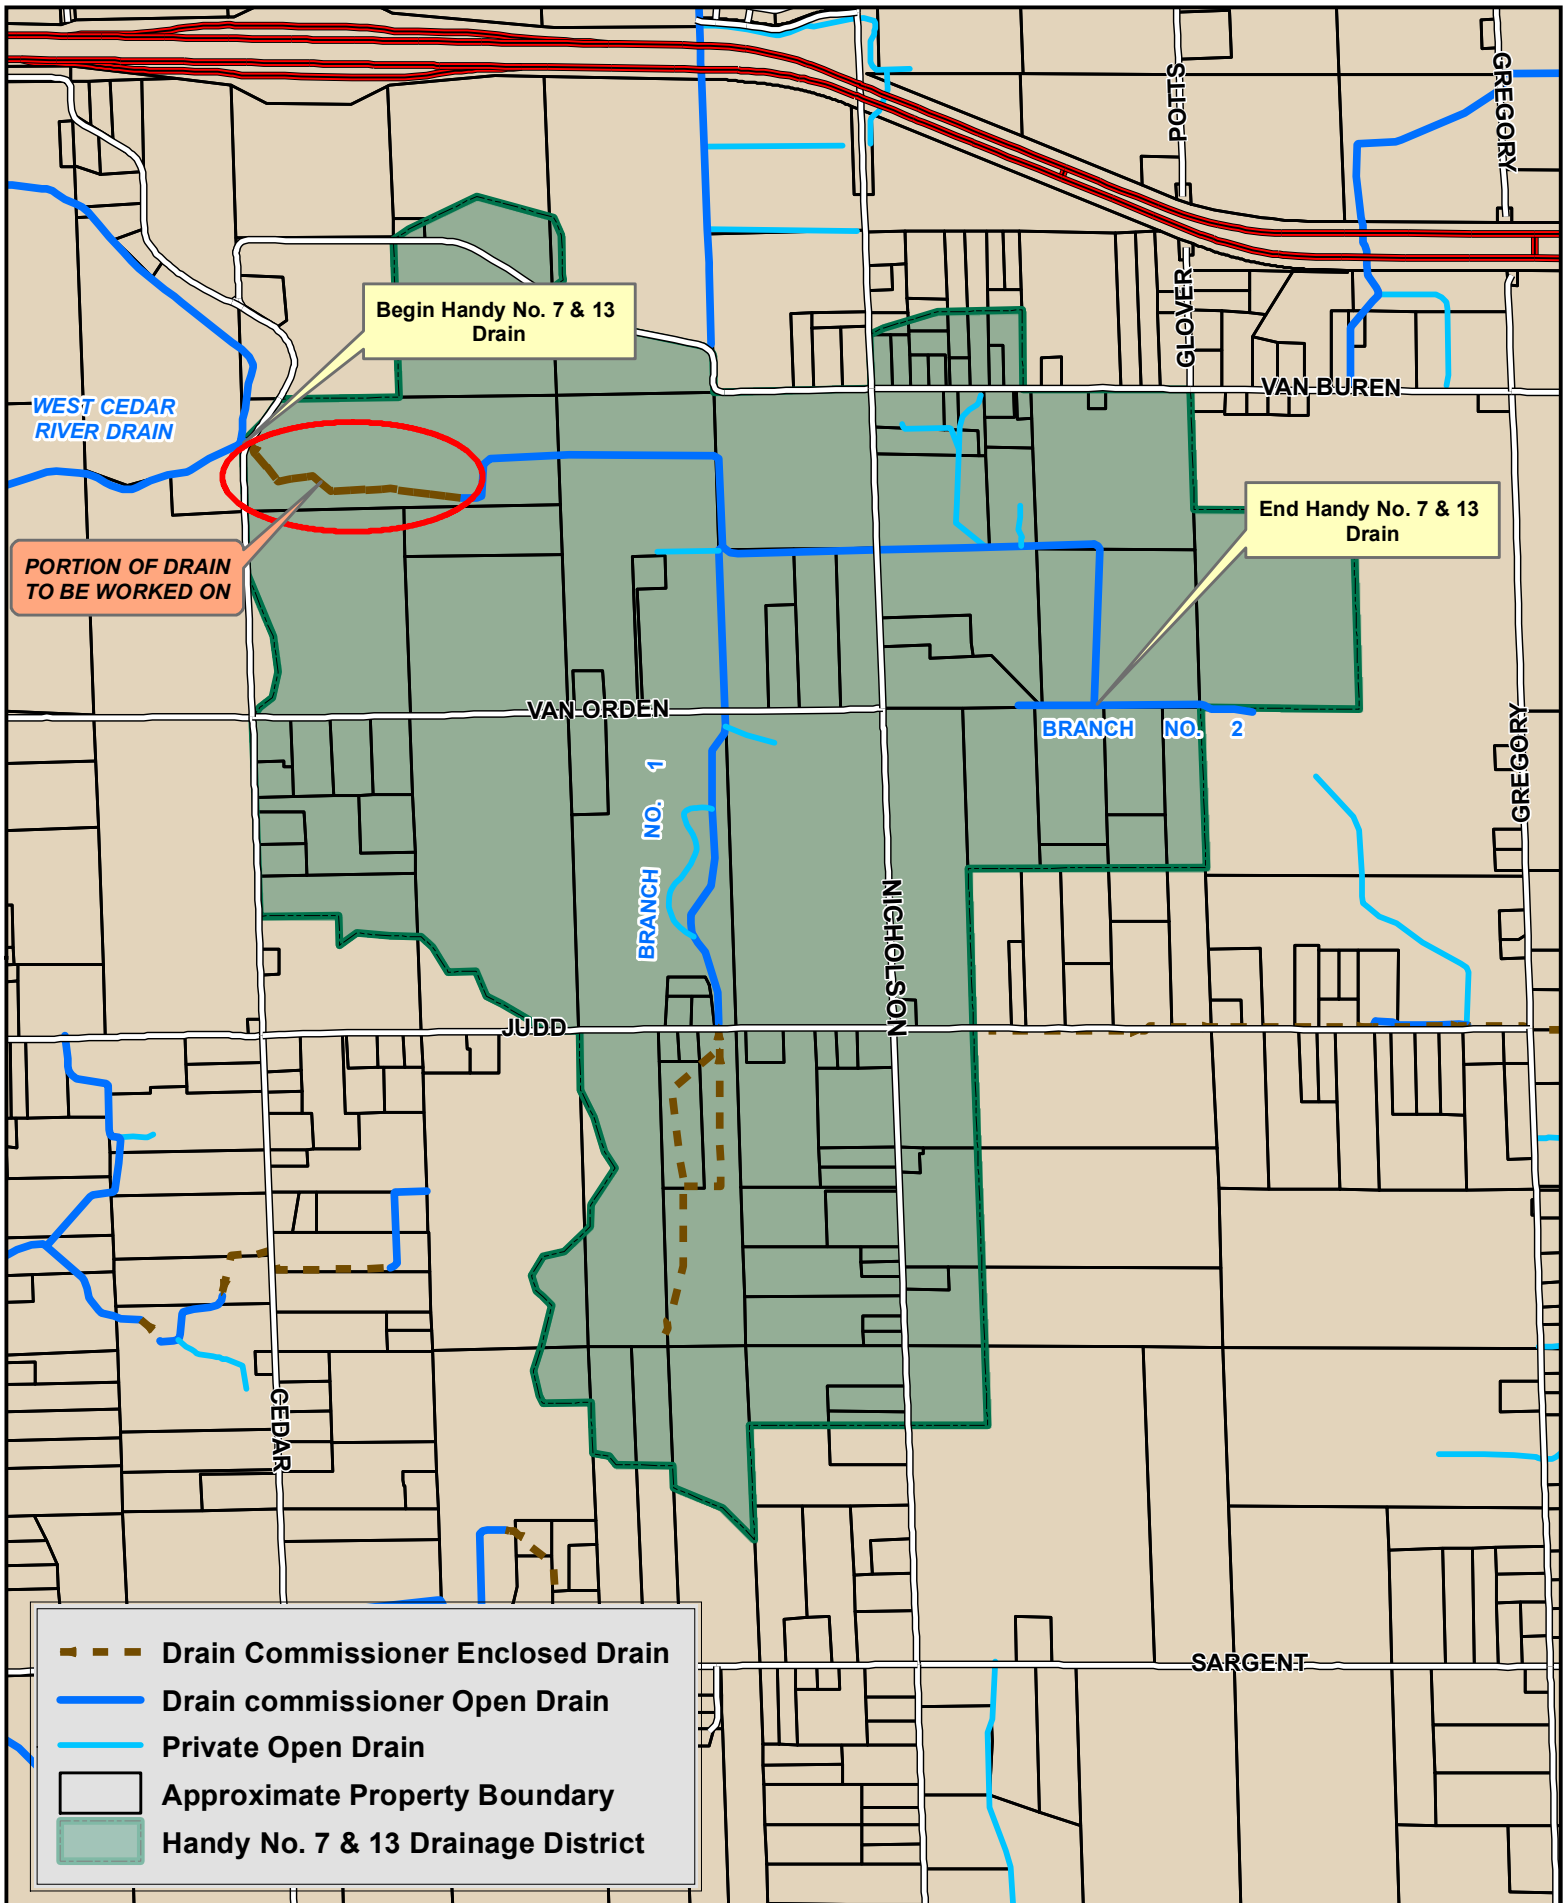 POTTS
GREGORY
GLOVER
Begin Handy No. 7 & 13
Drain
VAN BUREN
WEST CEDAR
RIVER DRAIN
End Handy No. 7 & 13
Drain
PORTION OF DRAIN
TO BE WORKED ON
VAN ORDEN
BRANCH NO. 2
GREGORY
BRANCH NO. 1
NICHOLSON
JUDD
CEDAR
SARGENT
Drain Commissioner Enclosed Drain
Drain commissioner Open Drain
Private Open Drain
Approximate Property Boundary
Handy No. 7 & 13 Drainage District